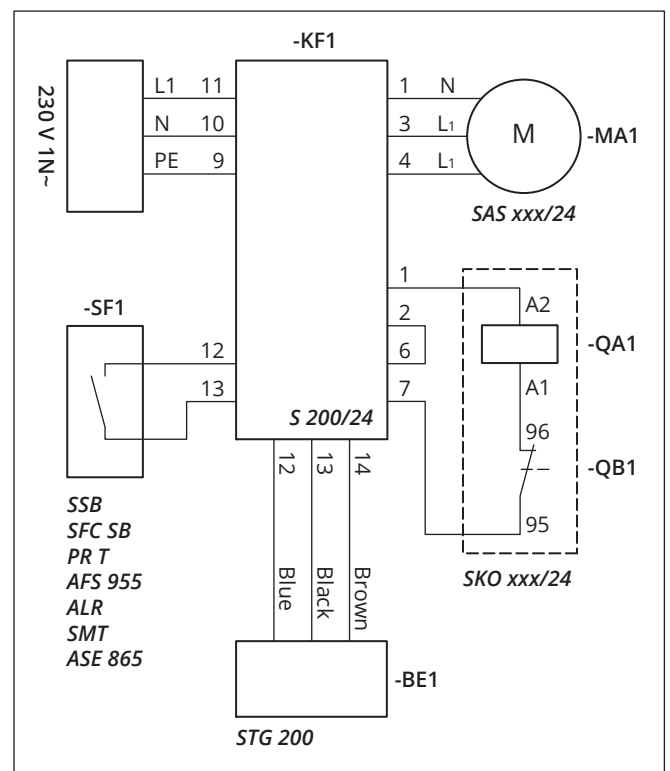 -KF1
230 V 1N~
L1 11
N 10
PE 9
1 N
3 L1
4 L1
M
-MA1
SAS xxx/24
-SF1
12
13
1
2
6
7
S 200/24
A2
-QA1
A1
96
-QB1
95
SKO xxx/24
12
13
14
Blue
Black
Brown
SSB
SFC SB
PR T
AFS 955
ALR
SMT
ASE 865
-BE1
STG 200